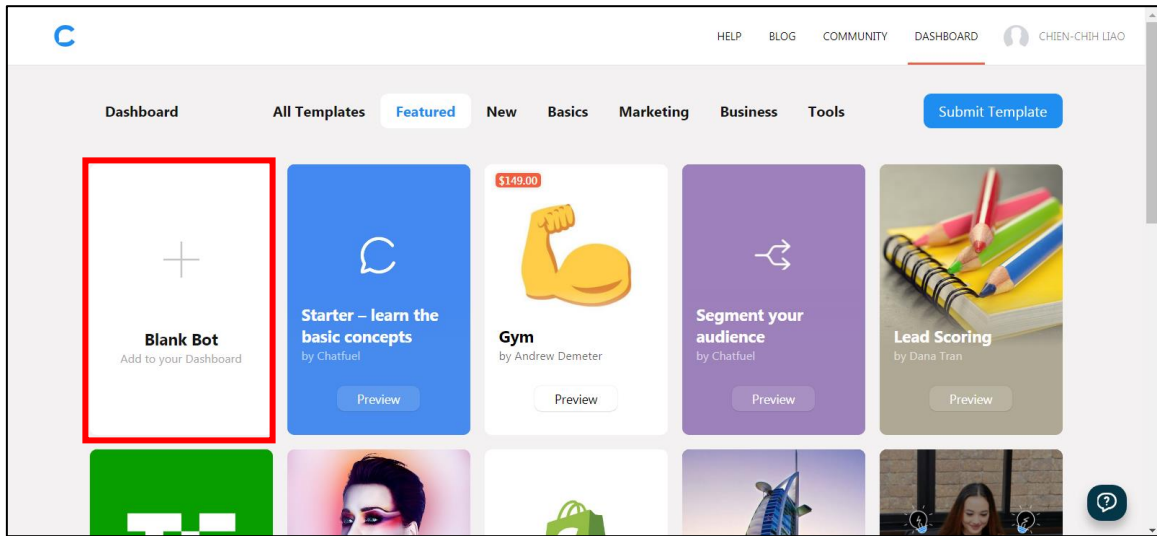 HELP BLOG COMMUNITY DASHBOARD CHIEN-CHIH LIAO
Dashboard All Templates Featured New Basics Marketing Business Tools Submit Template
Blank Bot
Add to your Dashboard
Starter – learn the
basic concepts
by Chatfuel
Preview
$149.00
Gym
by Andrew Demeter
Preview
Segment your
audience
by Chatfuel
Preview
Lead Scoring
by Dana Tran
Preview